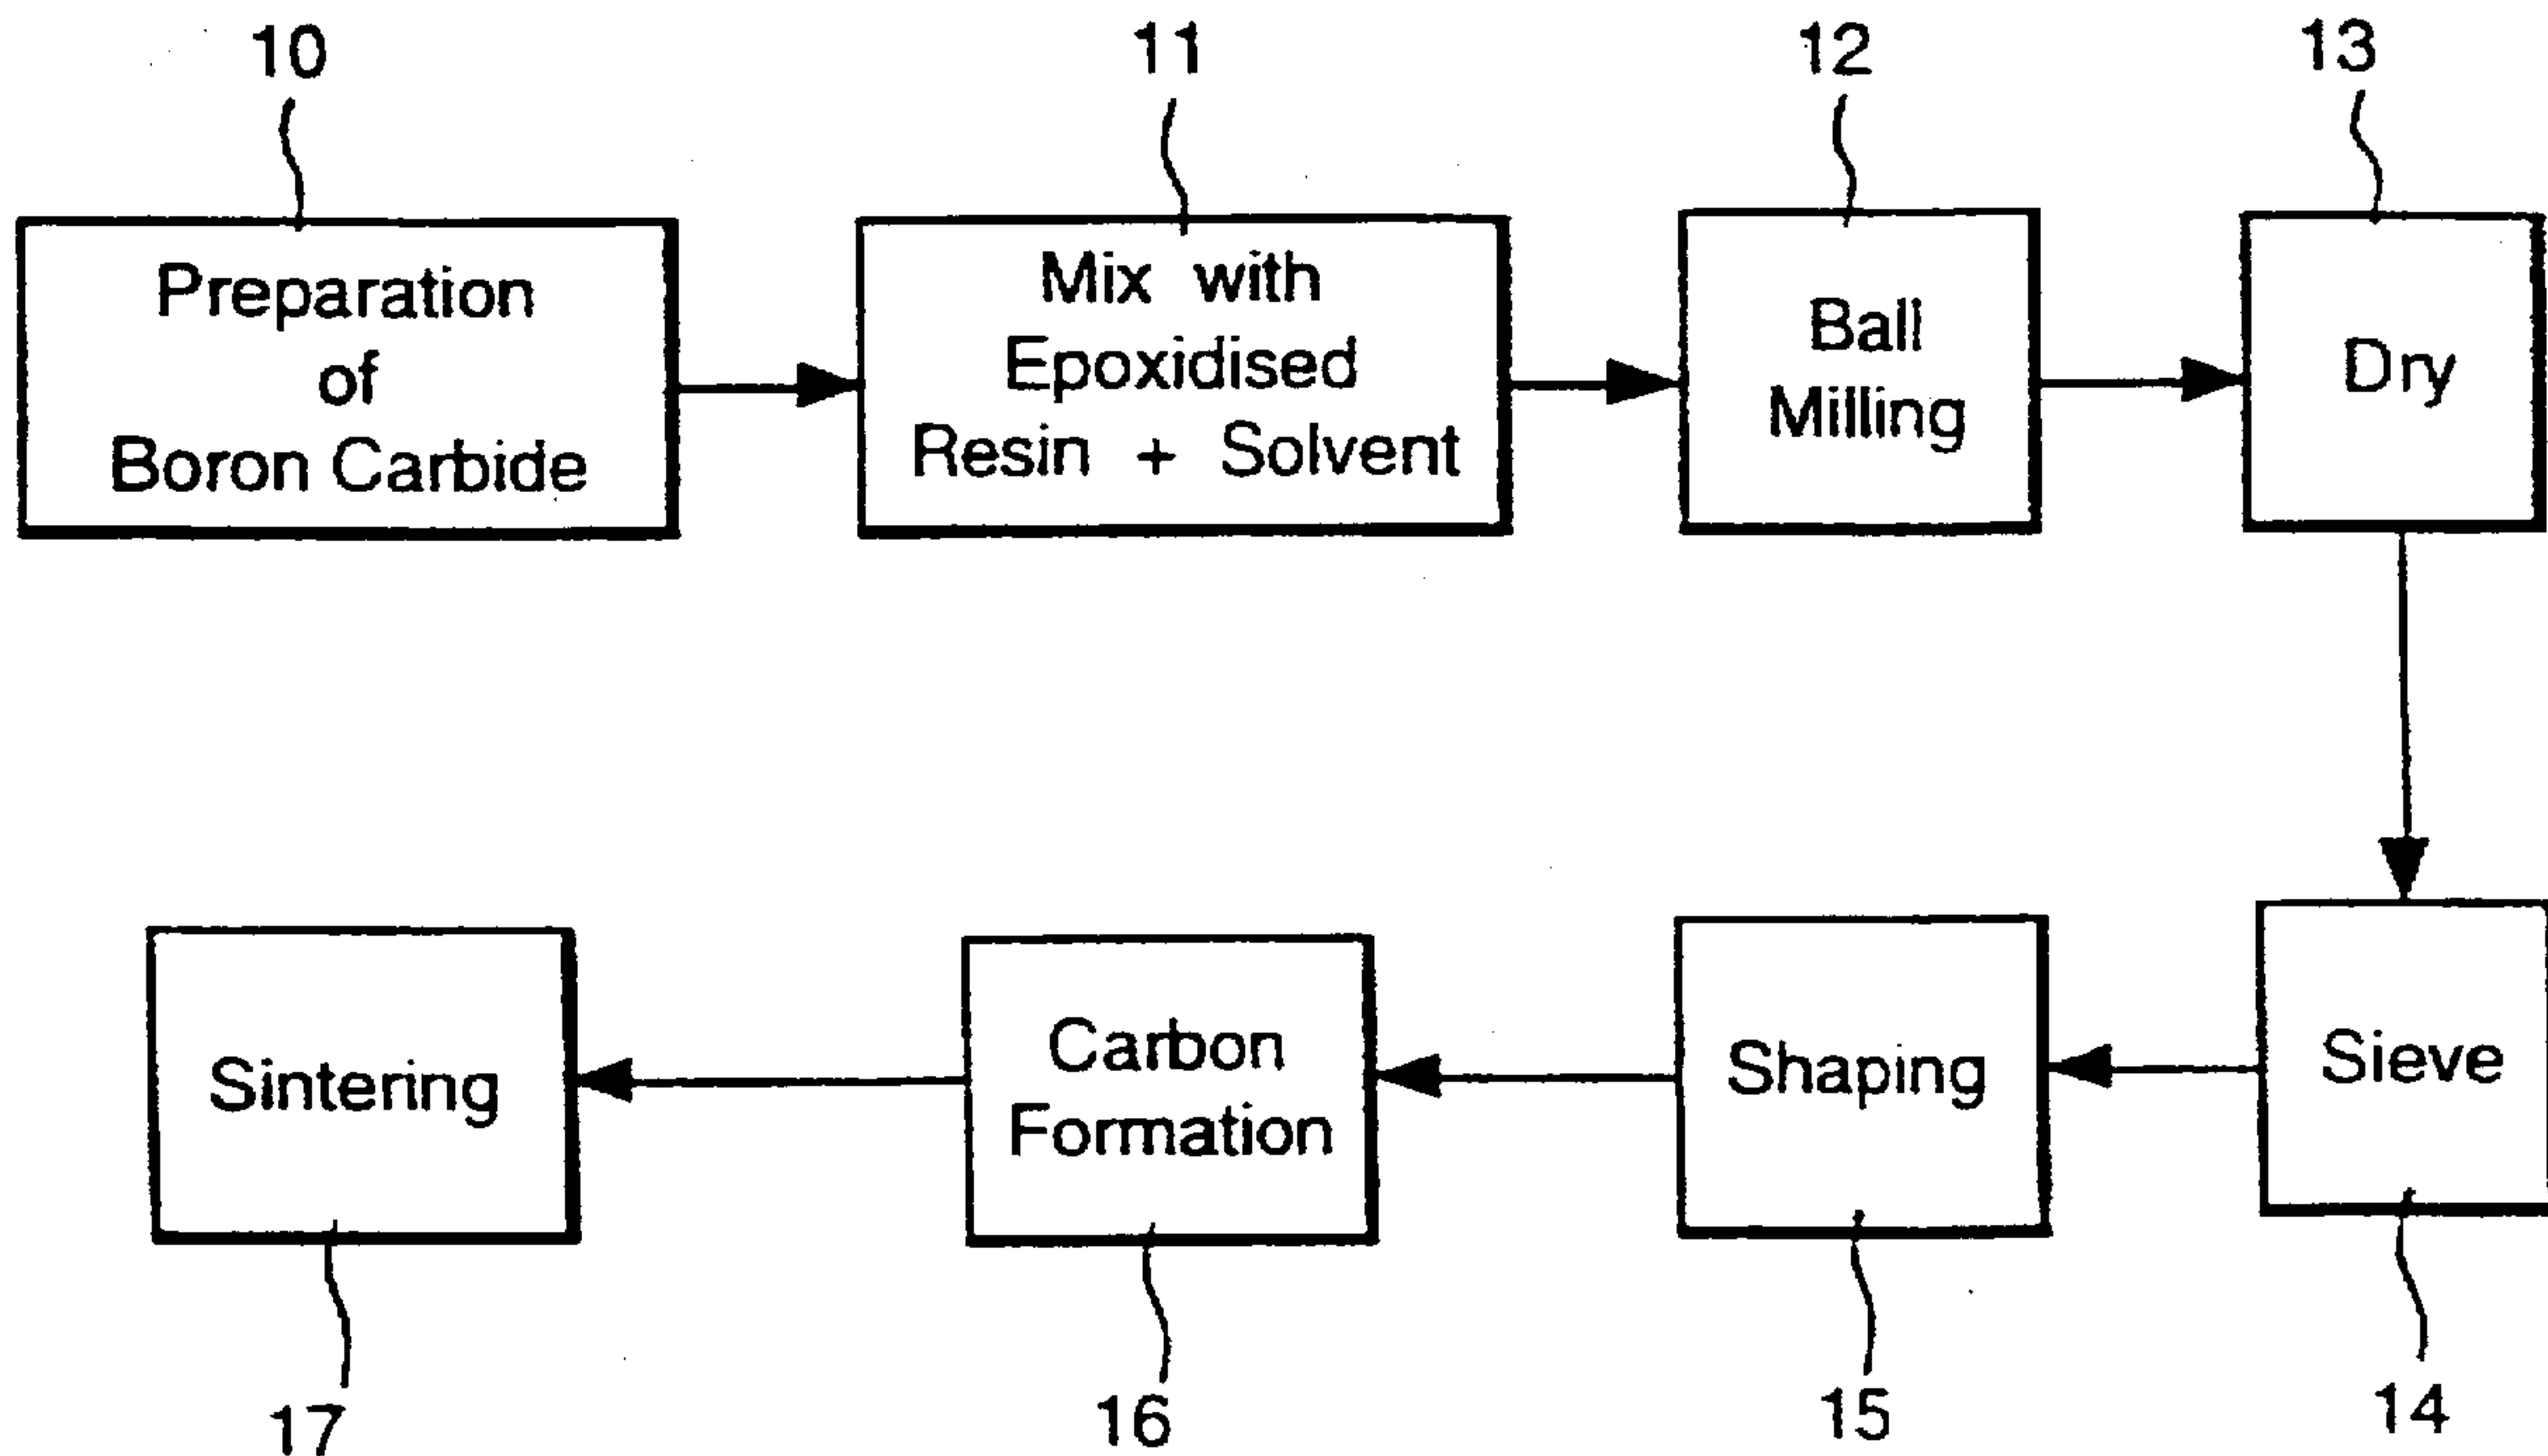 10
11
12
13
Preparation
of
Boron Carbide
Mix with
Epoxidised
Resin + Solvent
Ball
Milling
Dry
Sieve
Shaping
Carbon
Formation
Sintering
17
16
15
14